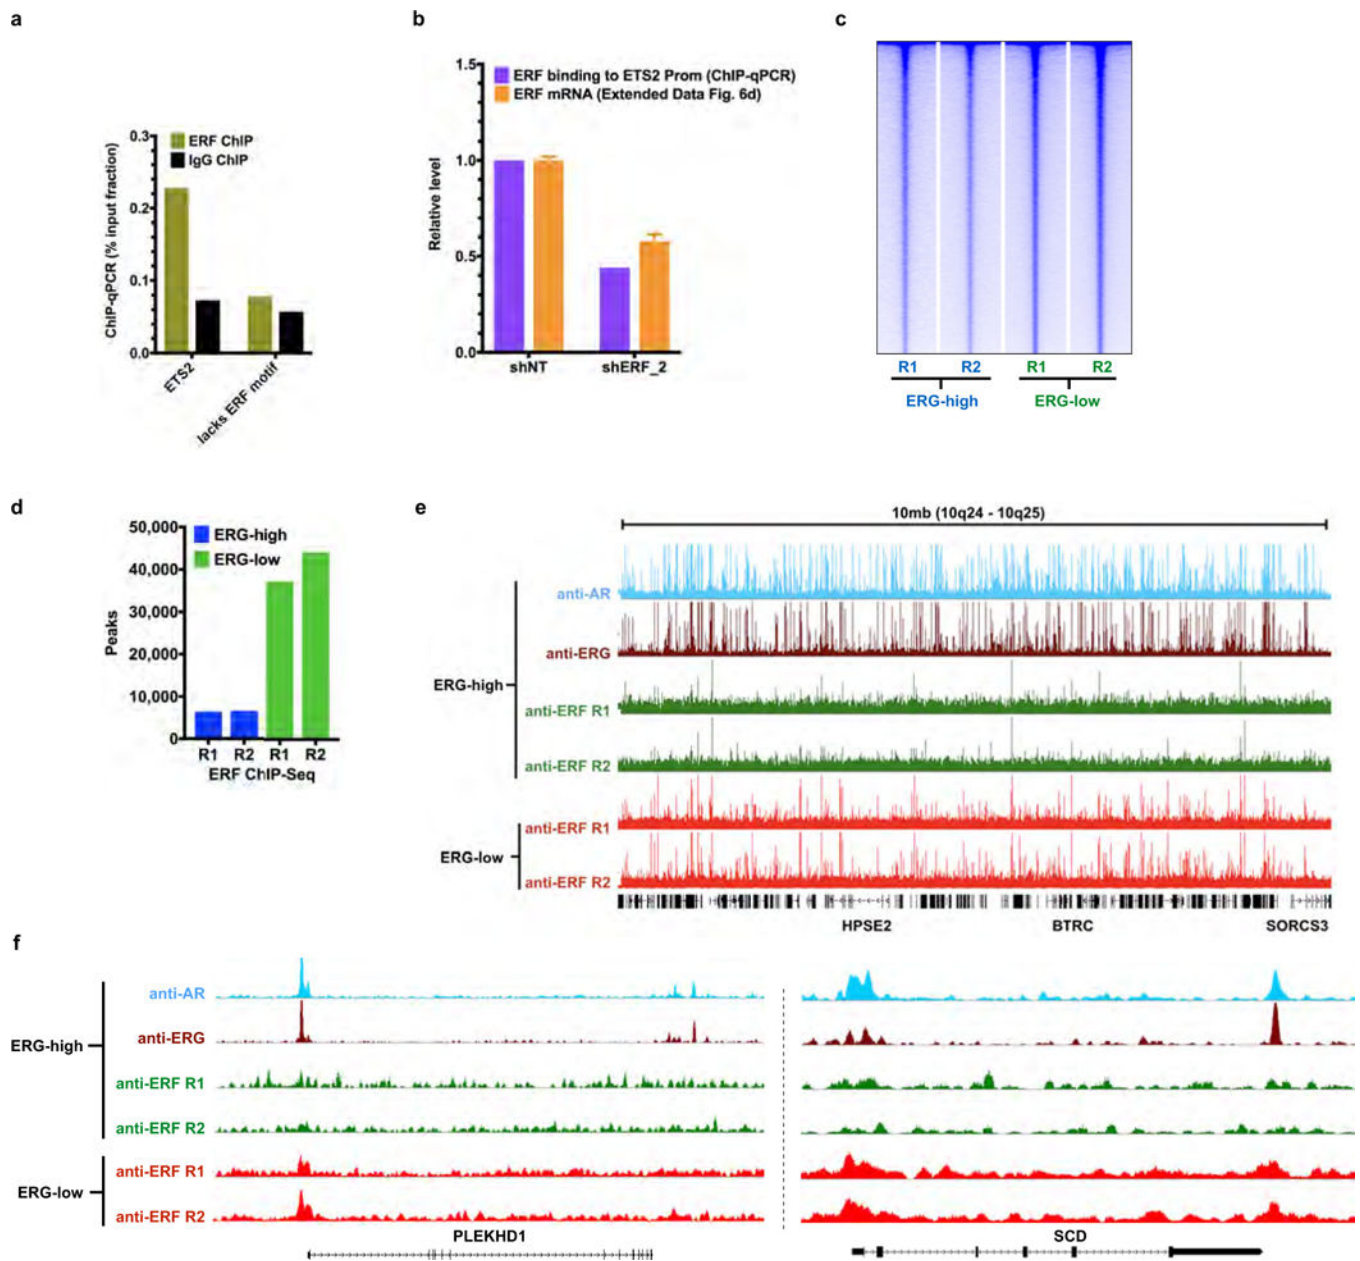 a
ChIP-qPCR (% input fraction)
0.3
0.2
0.1
0.0
ERF ChIP
IgG ChIP
ETS2
lacks ERF motif
b
Relative level
1.5
1.0
0.5
0.0
ERF binding to ETS2 Prom (ChIP-qPCR)
ERF mRNA (Extended Data Fig. 6d)
shNT shERF_2
c
R1 R2 R1 R2
ERG-high ERG-low
d
Peaks
50,000
40,000
30,000
20,000
10,000
0
ERG-high
ERG-low
R1 R2 R1 R2
ERF ChIP-Seq
e
10mb (10q24 - 10q25)
anti-AR
anti-ERG
ERG-high
anti-ERF R1
anti-ERF R2
anti-ERF R1
ERG-low
anti-ERF R2
HPSE2 BTRC SORCS3
f
anti-AR
anti-ERG
ERG-high
anti-ERF R1
anti-ERF R2
anti-ERF R1
ERG-low
anti-ERF R2
PLEKHD1 SCD